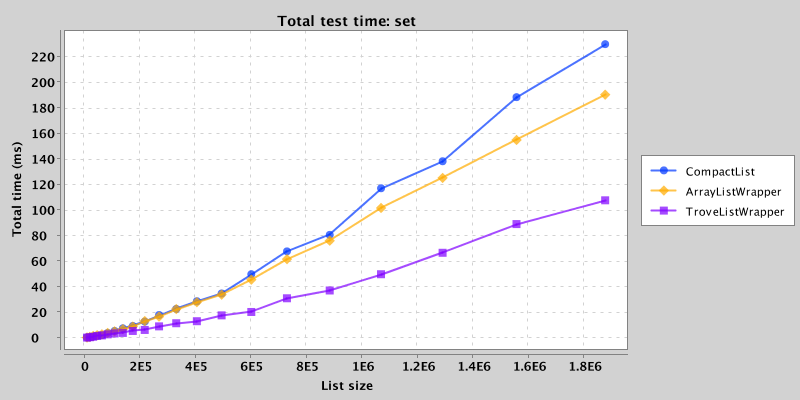 Total test time: set
Total time (ms)
220
200
180
160
140
120
100
80
60
40
20
0
0 2E5 4E5 6E5 8E5 1E6 1.2E6 1.4E6 1.6E6 1.8E6
List size
CompactList
ArrayListWrapper
TroveListWrapper